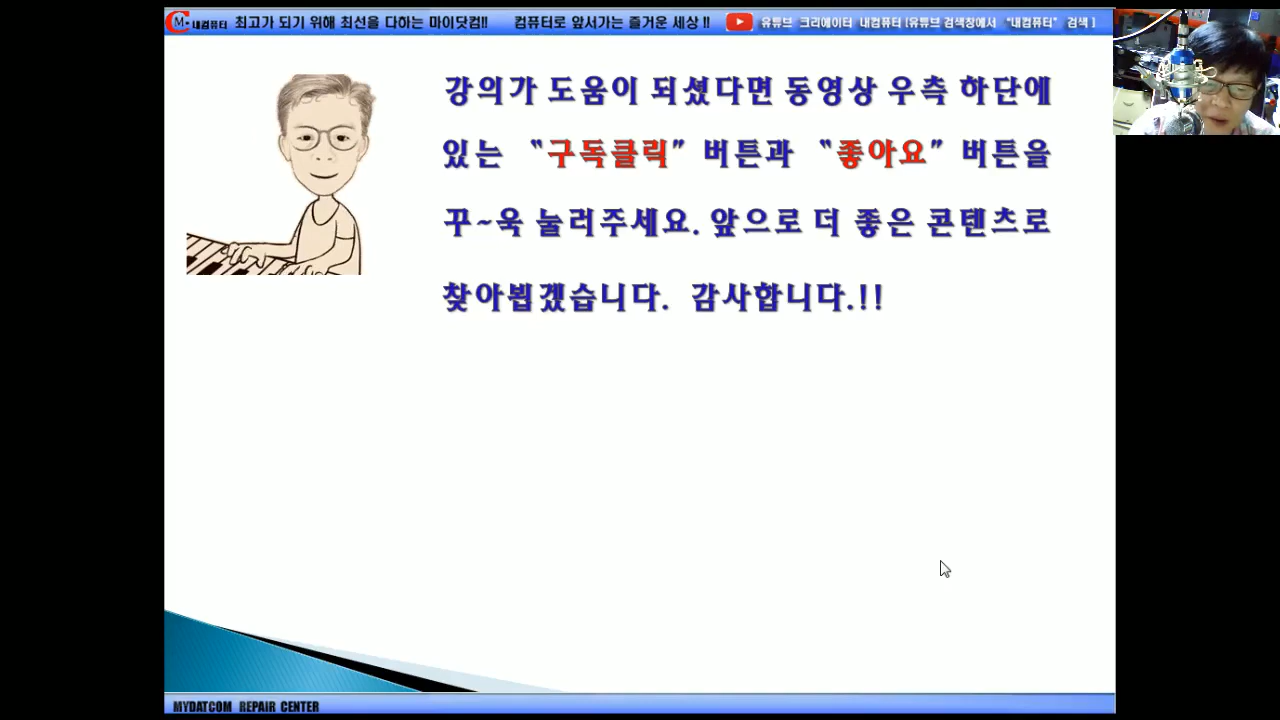 CM. 내컴퓨터 최고가 되기 위해 최선을 다하는 마이닷컴!! 컴퓨터로 앞서가는 즐거운 세상 !! 유튜브 크리에이터 내컴퓨터 [유튜브 검색창에서 “내컴퓨터” 검색 ]
강의가 도움이 되셨다면 동영상 우측 하단에
있는 “구독클릭” 버튼과 “좋아요” 버튼을
꾸~욱 눌러주세요. 앞으로 더 좋은 콘텐츠로
찾아뵙겠습니다. 감사합니다.!!
MYDATCOM REPAIR CENTER